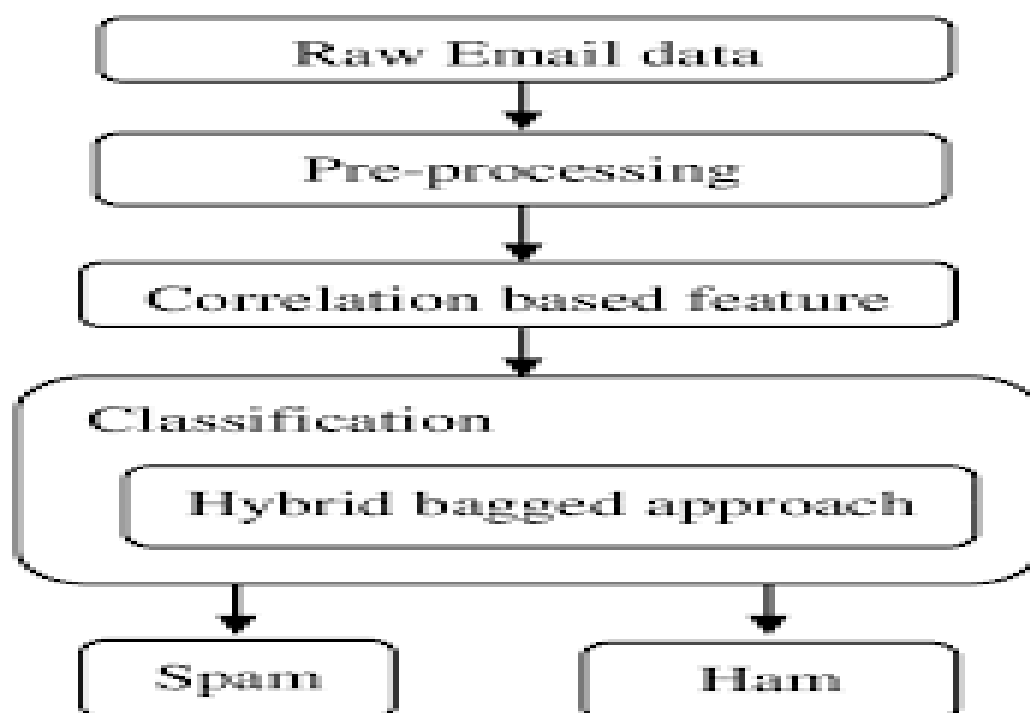 Raw Email data
Pre-processing
Correlation based feature
Classification
Hybrid bagged approach
Spam
Ham